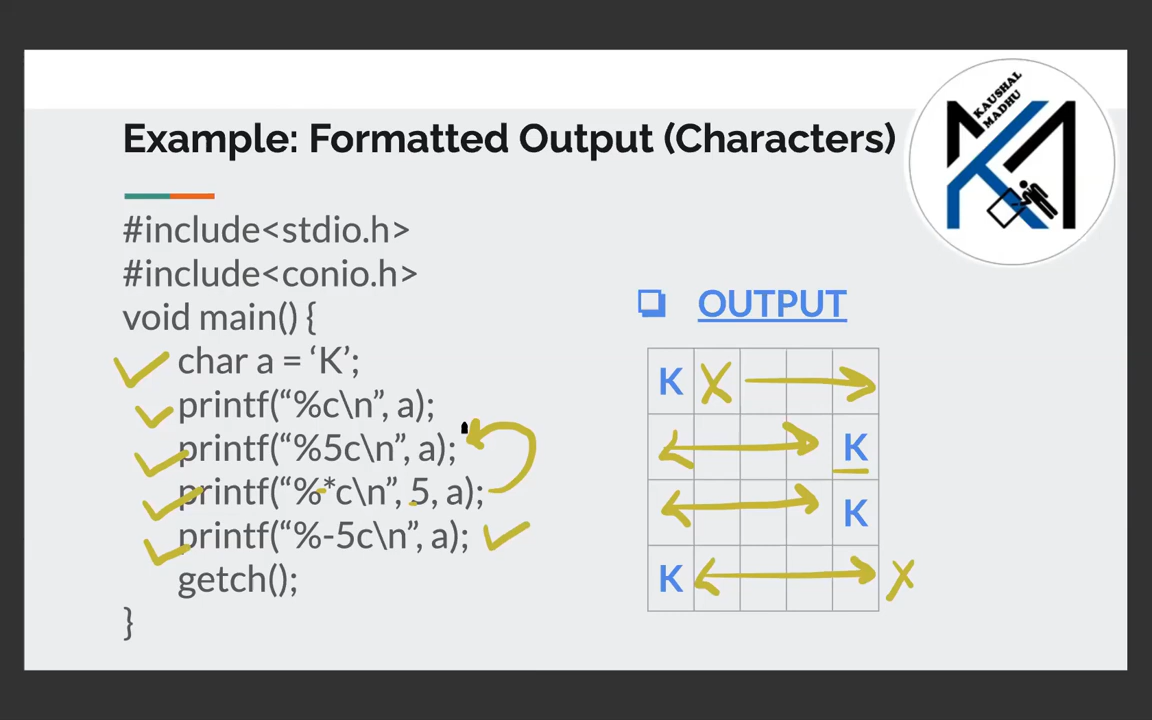 KAUSHAL
MADHU
Example: Formatted Output (Characters)
#include<stdio.h>
#include<conio.h>
void main() {
char a = ‘K’;
printf(“%c\n”, a);
printf(“%5c\n”, a);
printf(“%*c\n”, 5, a);
printf(“%-5c\n”, a);
getch();
}
OUTPUT
K X
K
K
K X